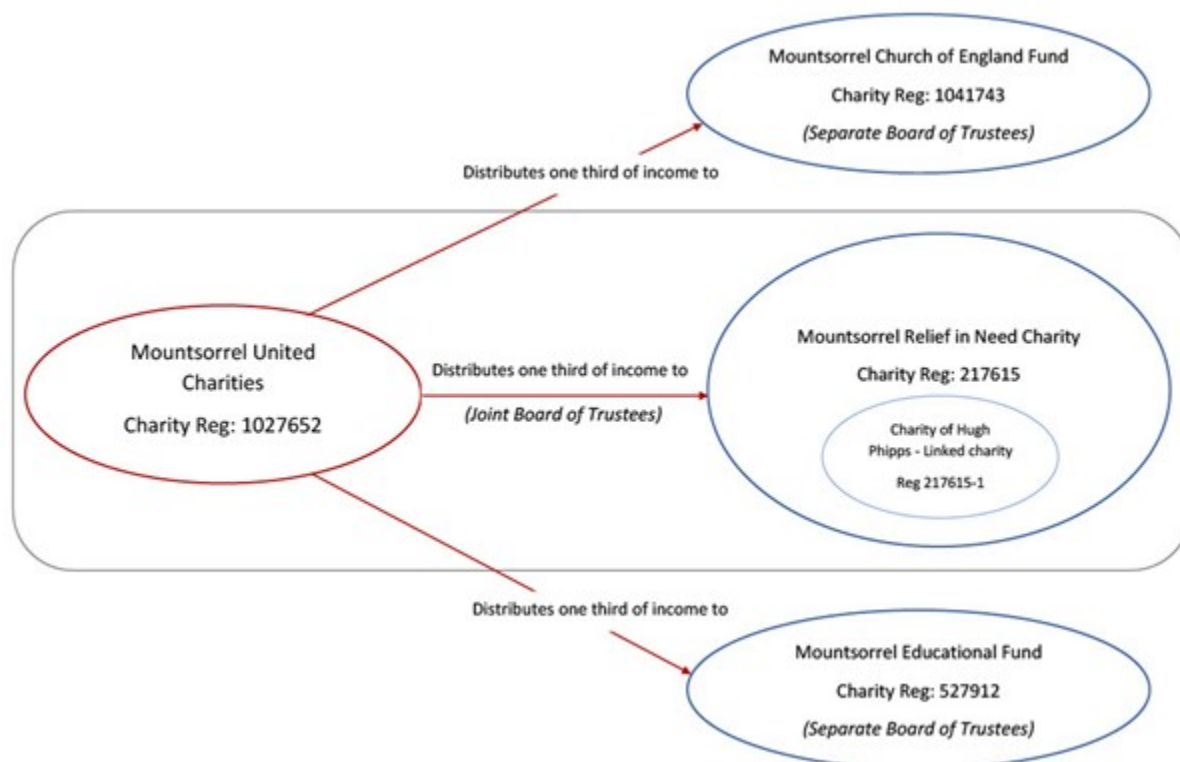 Mountsorrel Church of England Fund
Charity Reg: 1041743
(Separate Board of Trustees)
Distributes one third of income to
Mountsorrel United
Charities
Charity Reg: 1027652
Distributes one third of income to
(Joint Board of Trustees)
Mountsorrel Relief in Need Charity
Charity Reg: 217615
Charity of Hugh
Phipps - Linked charity
Reg 217615-1
Distributes one third of income to
Mountsorrel Educational Fund
Charity Reg: 527912
(Separate Board of Trustees)